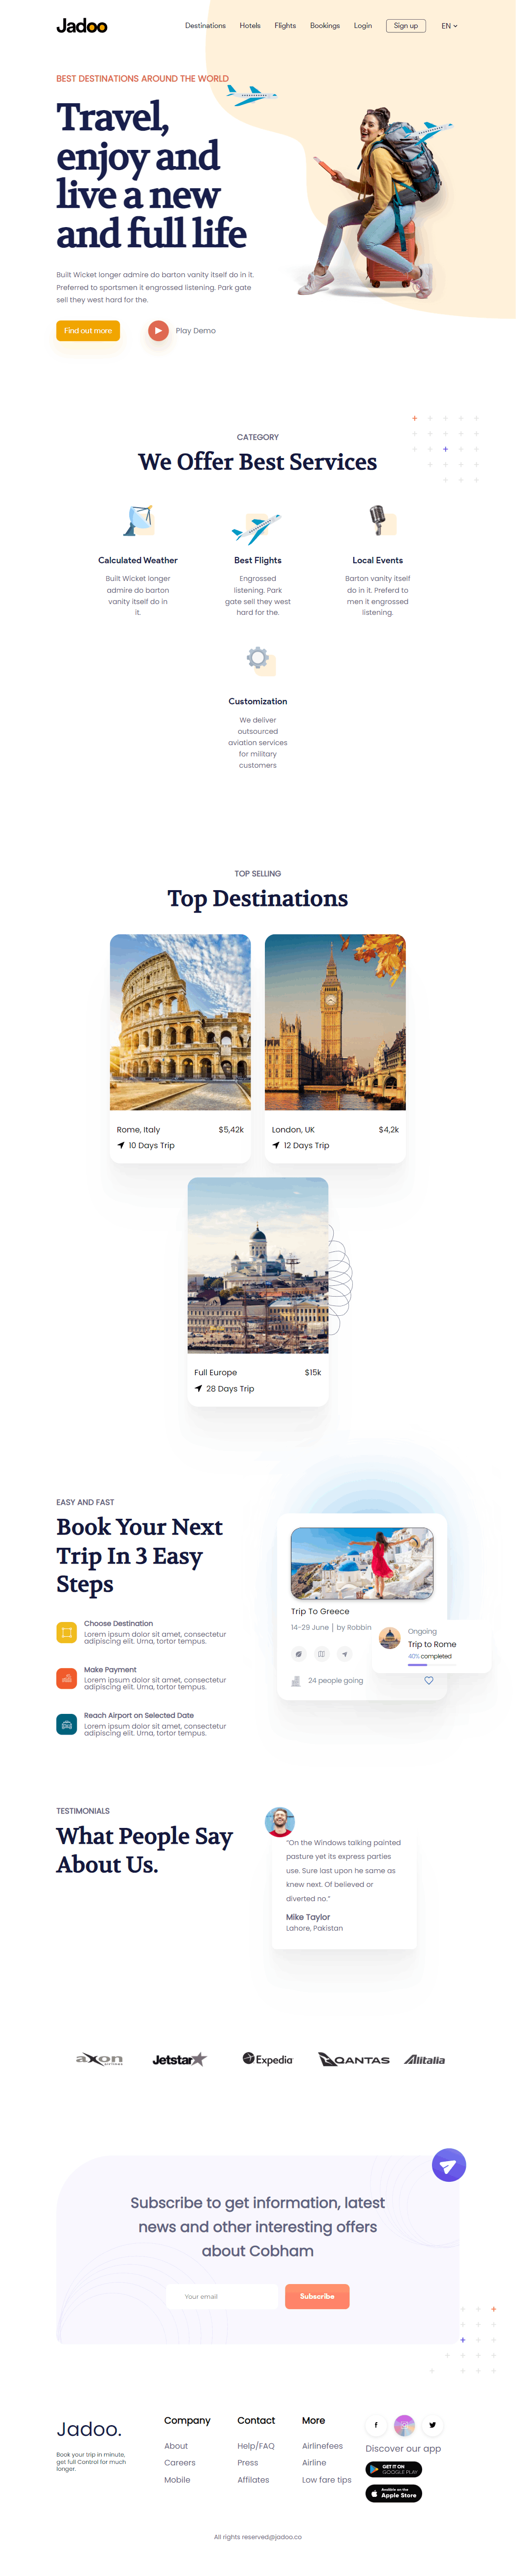 Jadoo
Destinations Hotels Flights Bookings Login Sign up EN
BEST DESTINATIONS AROUND THE WORLD
Travel,
enjoy and
live a new
and full life
Built Wicket longer admire do barton vanity itself do in it.
Preferred to sportsmen it engrossed listening. Park gate
sell they west hard for the.
Find out more
Play Demo
CATEGORY
We Offer Best Services
Calculated Weather
Built Wicket longer
admire do barton
vanity itself do in
it.
Best Flights
Engrossed
listening. Park
gate sell they west
hard for the.
Local Events
Barton vanity itself
do in it. Preferd to
men it engrossed
listening.
Customization
We deliver
outsourced
aviation services
for military
customers
TOP SELLING
Top Destinations
Rome, Italy $5,42k
10 Days Trip
London, UK $4,2k
12 Days Trip
Full Europe $15k
28 Days Trip
EASY AND FAST
Book Your Next
Trip In 3 Easy
Steps
Choose Destination
Lorem ipsum dolor sit amet, consectetur
adipiscing elit. Urna, tortor tempus.
Make Payment
Lorem ipsum dolor sit amet, consectetur
adipiscing elit. Urna, tortor tempus.
Reach Airport on Selected Date
Lorem ipsum dolor sit amet, consectetur
adipiscing elit. Urna, tortor tempus.
Trip To Greece
14-29 June | by Robbin
24 people going
Ongoing
Trip to Rome
40% completed
TESTIMONIALS
What People Say
About Us.
"On the Windows talking painted
pasture yet its express parties
use. Sure last upon he same as
knew next. Of believed or
diverted no."
Mike Taylor
Lahore, Pakistan
axon
airlines
Jetstar
Expedia
QANTAS
Alitalia
Subscribe to get information, latest
news and other interesting offers
about Cobham
Your email
Subscribe
Jadoo.
Book your trip in minute,
get full Control for much
longer.
Company
About
Careers
Mobile
Contact
Help/FAQ
Press
Affilates
More
Airlinefees
Airline
Low fare tips
Discover our app
GET IT ON
GOOGLE PLAY
Available on the
Apple Store
All rights reserved@jadoo.co